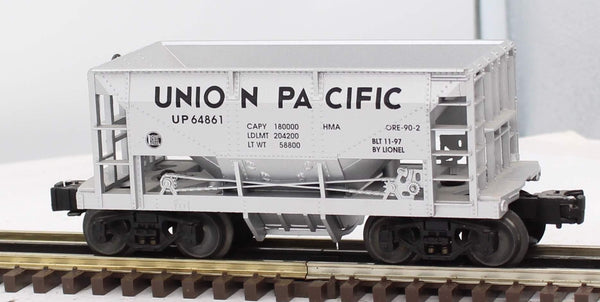 UNION PACIFIC
UP 64861
CAPY 180000 HMA ORE-90-2
LDLMT 204200
LT WT 58800
BLT 11-97
BY LIONEL